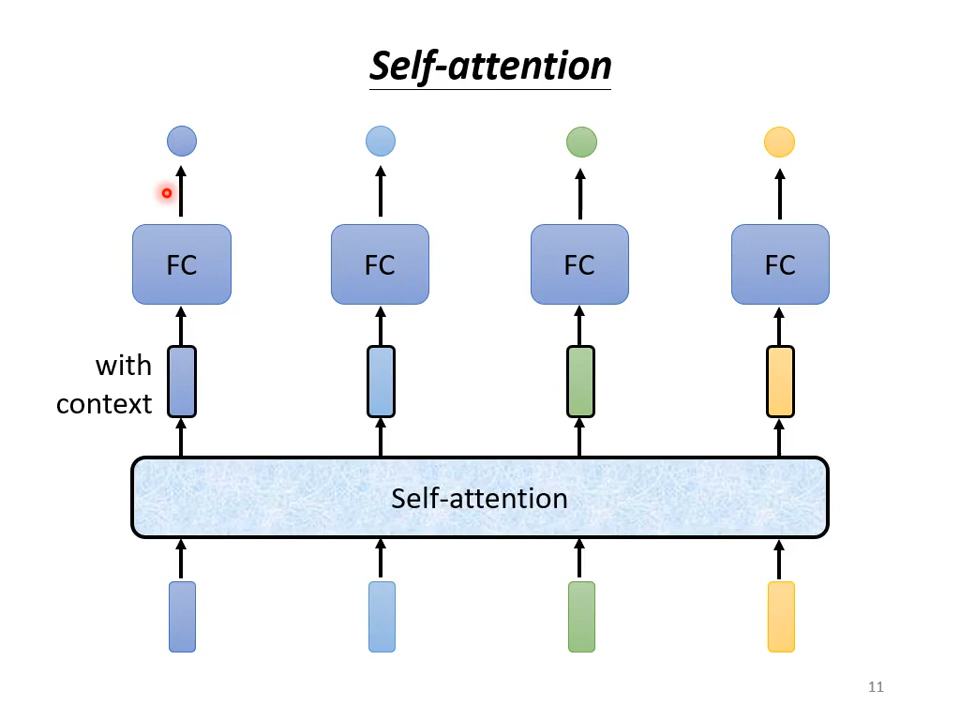 Self-attention
FC FC FC FC
with
context
Self-attention
11